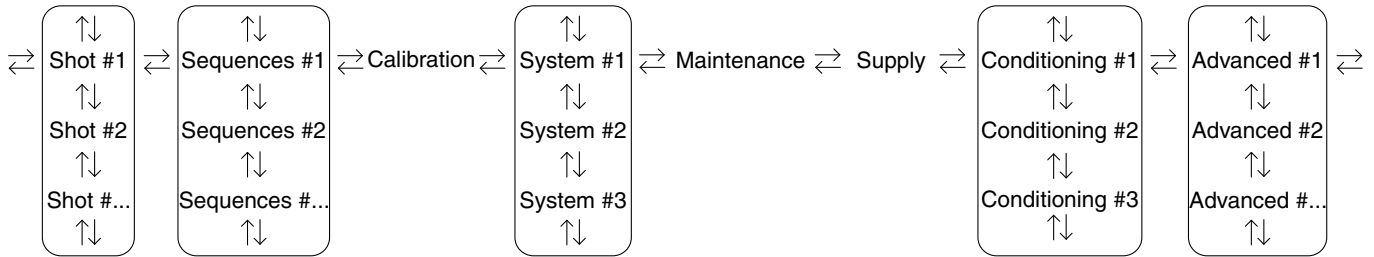 Shot #1 Sequences #1 Calibration System #1 Maintenance Supply Conditioning #1 Advanced #1
Shot #2 Sequences #2 System #2 Conditioning #2 Advanced #2
Shot #... Sequences #... System #3 Conditioning #3 Advanced #...